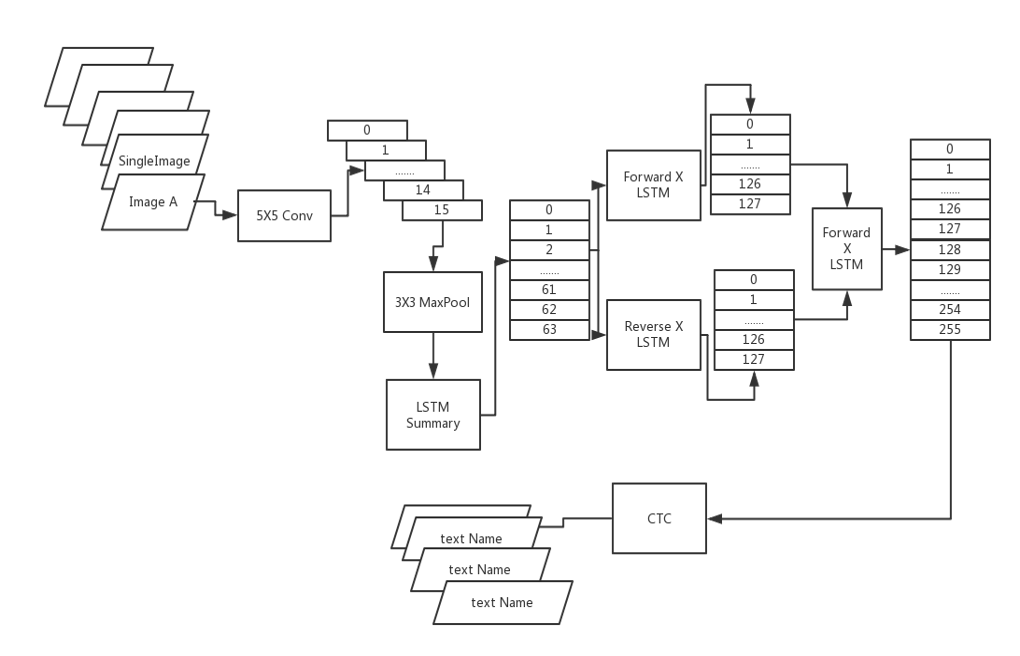 SingleImage
Image A
5X5 Conv
0
1
.......
14
15
3X3 MaxPool
LSTM
Summary
0
1
2
.......
61
62
63
Forward X
LSTM
0
1
.......
126
127
Reverse X
LSTM
0
1
.......
126
127
Forward
X
LSTM
0
1
.......
126
127
128
129
.......
254
255
CTC
text Name
text Name
text Name